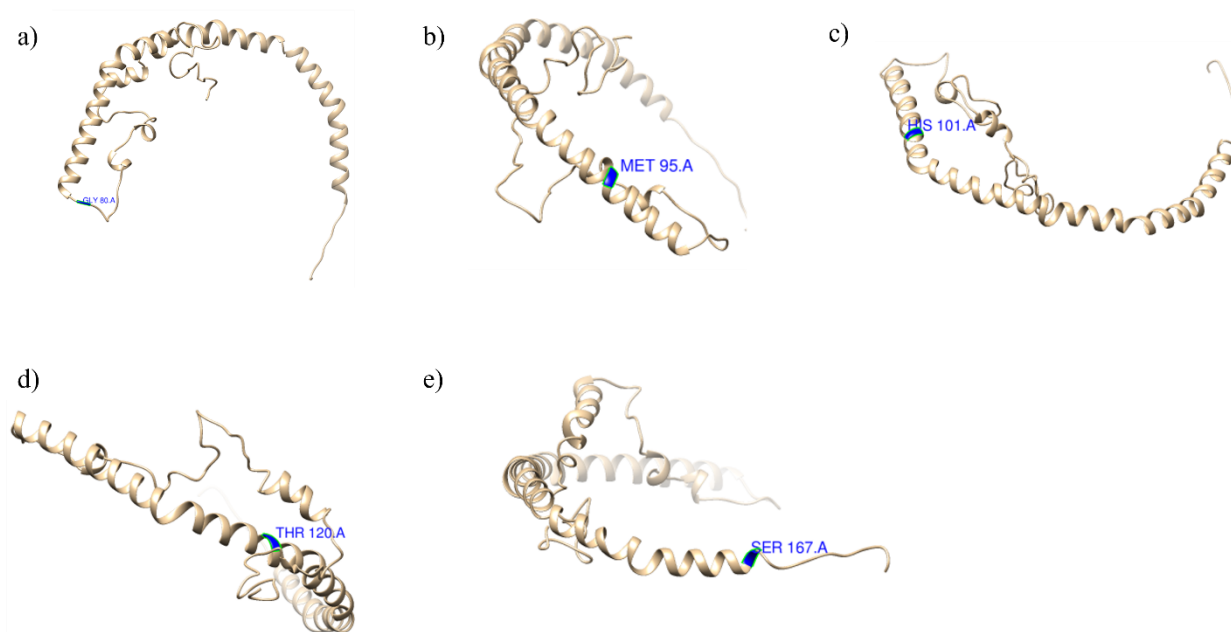 a)
GLY 80.A
b)
MET 95.A
c)
HIS 101.A
d)
THR 120.A
e)
SER 167.A